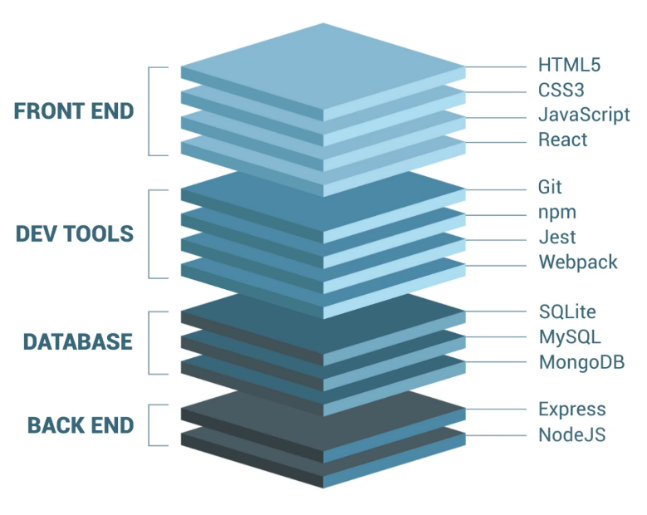 FRONT END
HTML5
CSS3
JavaScript
React
DEV TOOLS
Git
npm
Jest
Webpack
DATABASE
SQLite
MySQL
MongoDB
BACK END
Express
NodeJS